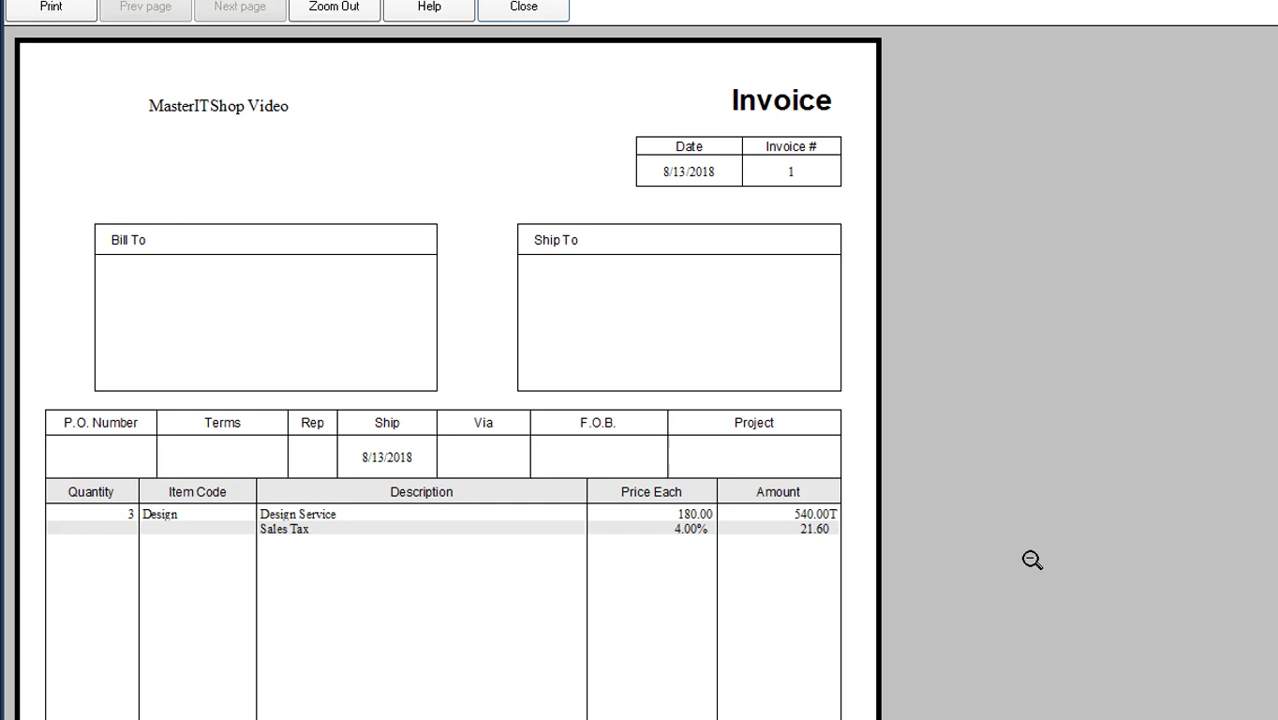 Print Prev page Next page Zoom Out Help Close
MasterITShop Video
Invoice
Date Invoice #
8/13/2018 1
Bill To Ship To
P.O. Number Terms Rep Ship Via F.O.B. Project
8/13/2018
Quantity Item Code Description Price Each Amount
3 Design Design Service 180.00 540.00T
Sales Tax 4.00% 21.60